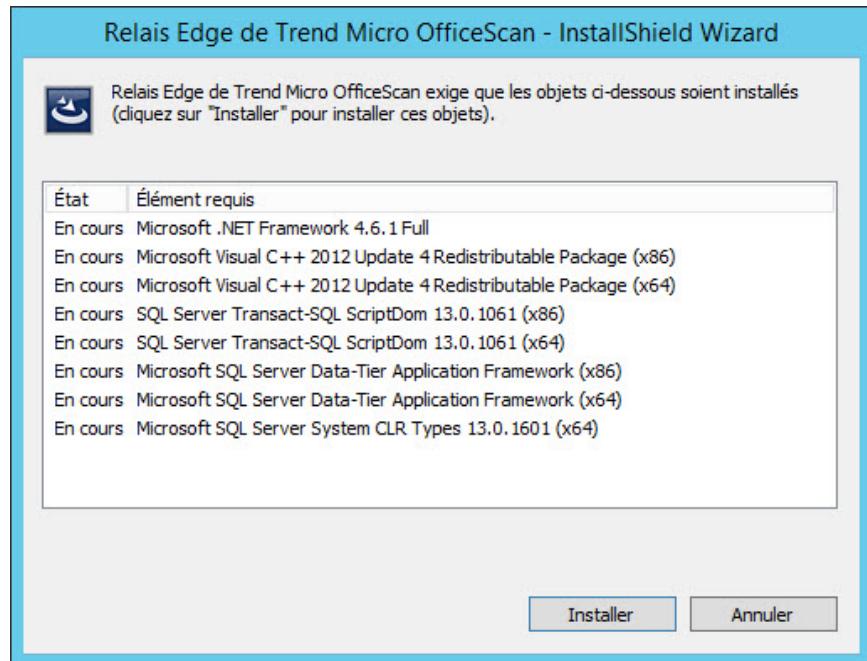 Relais Edge de Trend Micro OfficeScan - InstallShield Wizard
Relais Edge de Trend Micro OfficeScan exige que les objets ci-dessous soient installés
(cliquez sur "Installer" pour installer ces objets).
État Élément requis
En cours Microsoft .NET Framework 4.6.1 Full
En cours Microsoft Visual C++ 2012 Update 4 Redistributable Package (x86)
En cours Microsoft Visual C++ 2012 Update 4 Redistributable Package (x64)
En cours SQL Server Transact-SQL ScriptDom 13.0.1061 (x86)
En cours SQL Server Transact-SQL ScriptDom 13.0.1061 (x64)
En cours Microsoft SQL Server Data-Tier Application Framework (x86)
En cours Microsoft SQL Server Data-Tier Application Framework (x64)
En cours Microsoft SQL Server System CLR Types 13.0.1601 (x64)
Installer Annuler